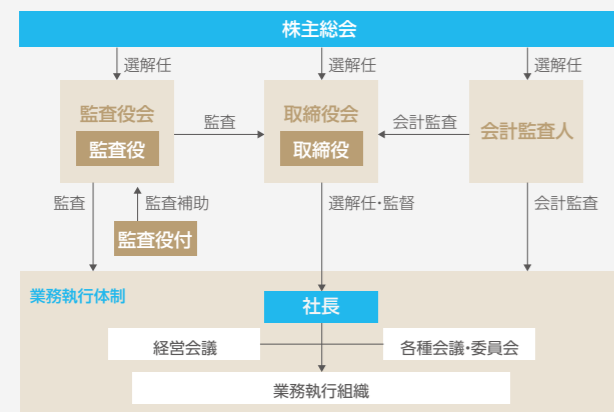 株主総会
選解任
選解任
選解任
監査役会
監査役
監査
取締役会
取締役
会計監査
会計監査人
監査
監査補助
選解任・監督
会計監査
監査役付
業務執行体制
社長
経営会議
各種会議・委員会
業務執行組織